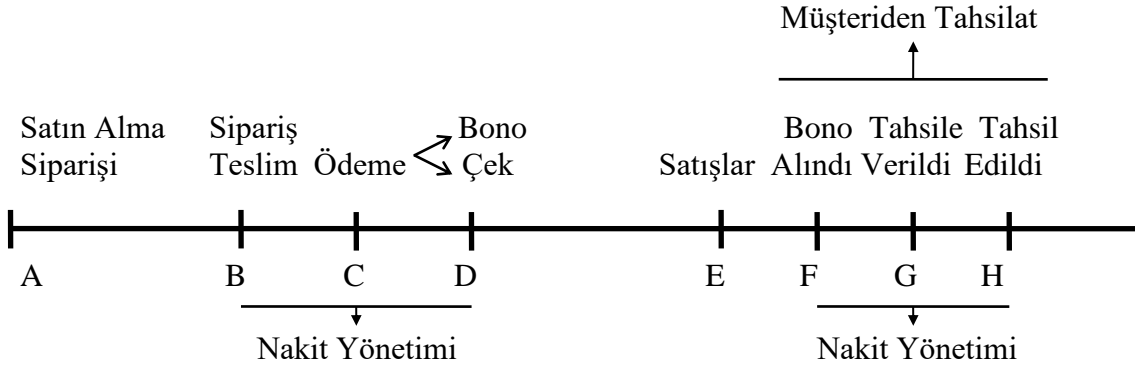 Müşteriden Tahsilat
Satın Alma Sipariş Bono Bono Tahsile Tahsil
Siparişi Teslim Ödeme Çek Satışlar Alındı Verildi Edildi
A B C D E F G H
Nakit Yönetimi Nakit Yönetimi